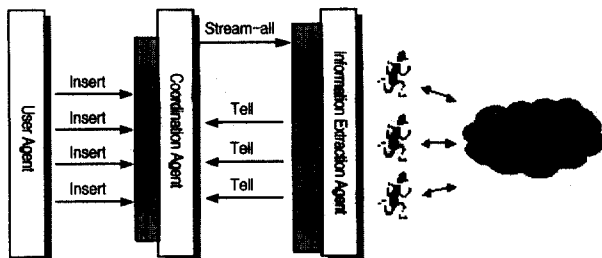 Stream-all
User Agent
Insert
Insert
Insert
Insert
Coordination Agent
Tell
Tell
Tell
Information Extraction Agent